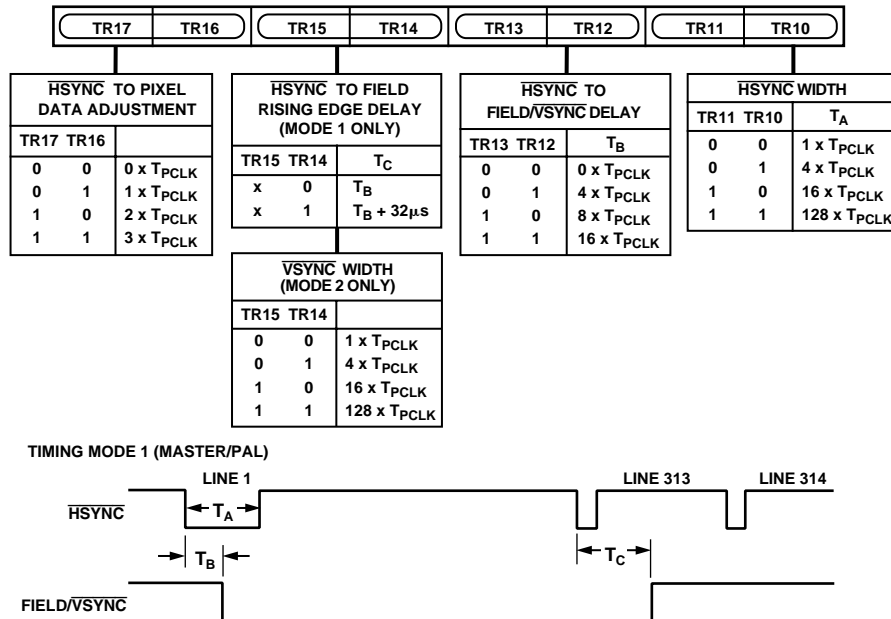 TR17 TR16 TR15 TR14 TR13 TR12 TR11 TR10
HSYNC TO PIXEL
DATA ADJUSTMENT
TR17 TR16
0 0 0 x TPCLK
0 1 1 x TPCLK
1 0 2 x TPCLK
1 1 3 x TPCLK
HSYNC TO FIELD
RISING EDGE DELAY
(MODE 1 ONLY)
TR15 TR14 TC
x 0 TB
x 1 TB + 32µs
VSYNC WIDTH
(MODE 2 ONLY)
TR15 TR14
0 0 1 x TPCLK
0 1 4 x TPCLK
1 0 16 x TPCLK
1 1 128 x TPCLK
HSYNC TO
FIELD/VSYNC DELAY
TR13 TR12 TB
0 0 0 x TPCLK
0 1 4 x TPCLK
1 0 8 x TPCLK
1 1 16 x TPCLK
HSYNC WIDTH
TR11 TR10 TA
0 0 1 x TPCLK
0 1 4 x TPCLK
1 0 16 x TPCLK
1 1 128 x TPCLK
TIMING MODE 1 (MASTER/PAL)
LINE 1 LINE 313 LINE 314
HSYNC
TA
TB
TC
FIELD/VSYNC